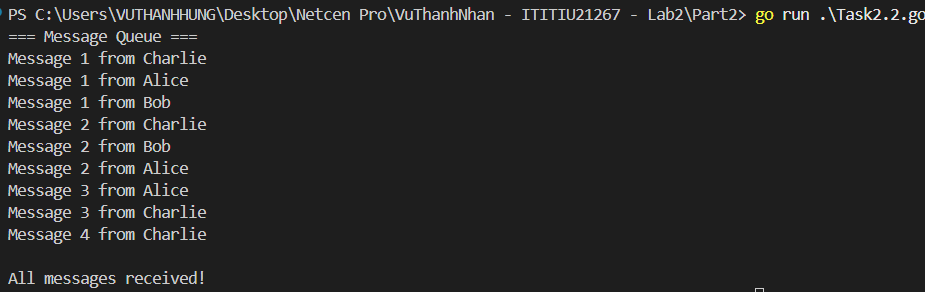 PS C:\Users\VUTHANHHUNG\Desktop\Netcen Pro\VuThanhNhan - ITITIU21267 - Lab2\Part2> go run .\Task2.2.go
=== Message Queue ===
Message 1 from Charlie
Message 1 from Alice
Message 1 from Bob
Message 2 from Charlie
Message 2 from Bob
Message 2 from Alice
Message 3 from Alice
Message 3 from Charlie
Message 4 from Charlie
All messages received!